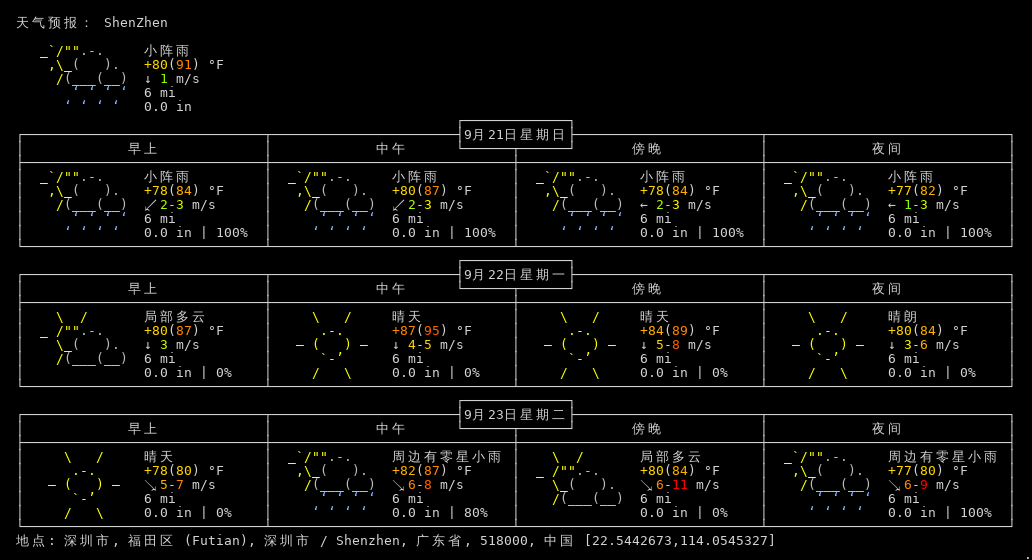 天气预报： ShenZhen
小阵雨
+80(91) °F
↓ 1 m/s
6 mi
0.0 in
9月21日星期日
早上 中午 傍晚 夜间
小阵雨 小阵雨 小阵雨 小阵雨
+78(84) °F +80(87) °F +78(84) °F +77(82) °F
↙ 2-3 m/s ↙ 2-3 m/s ← 2-3 m/s ← 1-3 m/s
6 mi 6 mi 6 mi 6 mi
0.0 in | 100% 0.0 in | 100% 0.0 in | 100% 0.0 in | 100%
9月22日星期一
早上 中午 傍晚 夜间
局部多云 晴天 晴天 晴朗
+80(87) °F +87(95) °F +84(89) °F +80(84) °F
↓ 3 m/s ↓ 4-5 m/s ↓ 5-8 m/s ↓ 3-6 m/s
6 mi 6 mi 6 mi 6 mi
0.0 in | 0% 0.0 in | 0% 0.0 in | 0% 0.0 in | 0%
9月23日星期二
早上 中午 傍晚 夜间
晴天 周边有零星小雨 局部多云 周边有零星小雨
+78(80) °F +82(87) °F +80(84) °F +77(80) °F
↘ 5-7 m/s ↘ 6-8 m/s ↘ 6-11 m/s ↘ 6-9 m/s
6 mi 6 mi 6 mi 6 mi
0.0 in | 0% 0.0 in | 80% 0.0 in | 0% 0.0 in | 100%
地点: 深圳市, 福田区 (Futian), 深圳市 / Shenzhen, 广东省, 518000, 中国 [22.5442673,114.0545327]